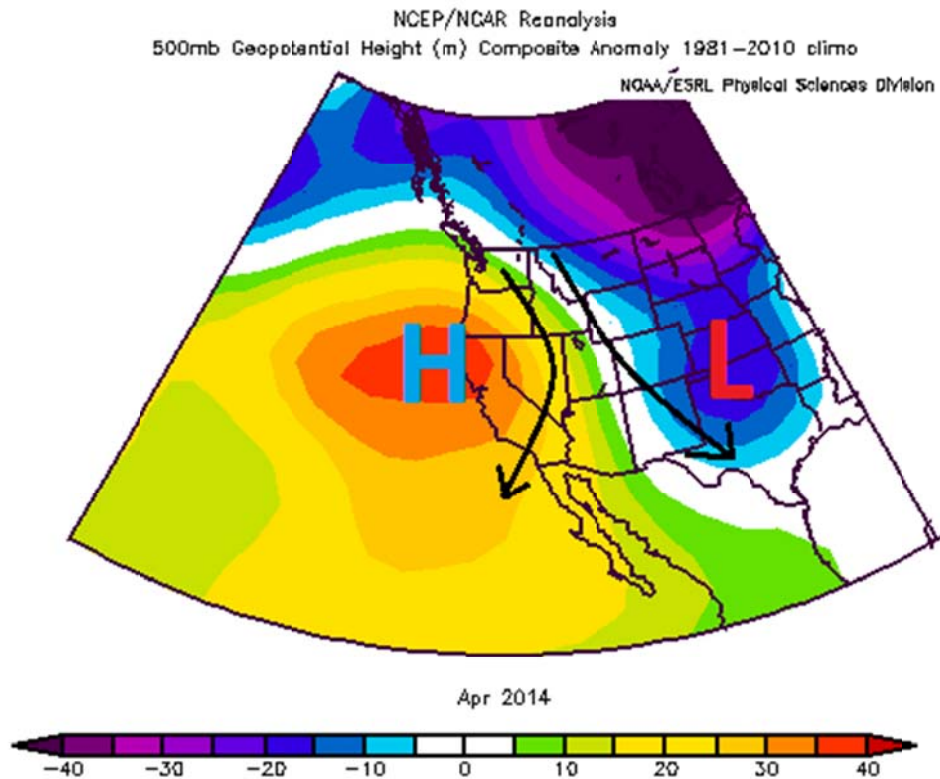 NCEP/NCAR Reanalysis
500mb Geopotential Height (m) Composite Anomaly 1981-2010 climo
NOAA/ESRL Physical Sciences Division
H
L
Apr 2014
-40 -30 -20 -10 0 10 20 30 40